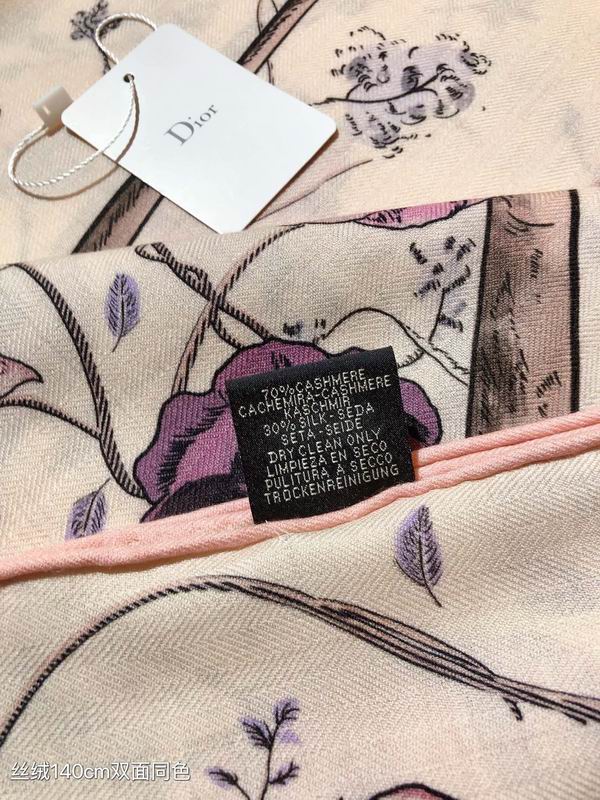 Dior
70%CASHMERE
CACHEMIRA-CASHMERE
KASCHMIR
30% SILK-SEDA
SETA-SEIDE
DRY CLEAN ONLY
LIMPIEZA EN SECO
PULITURA A SECCO
TROCKENREINIGUNG
丝绒140cm双面同色